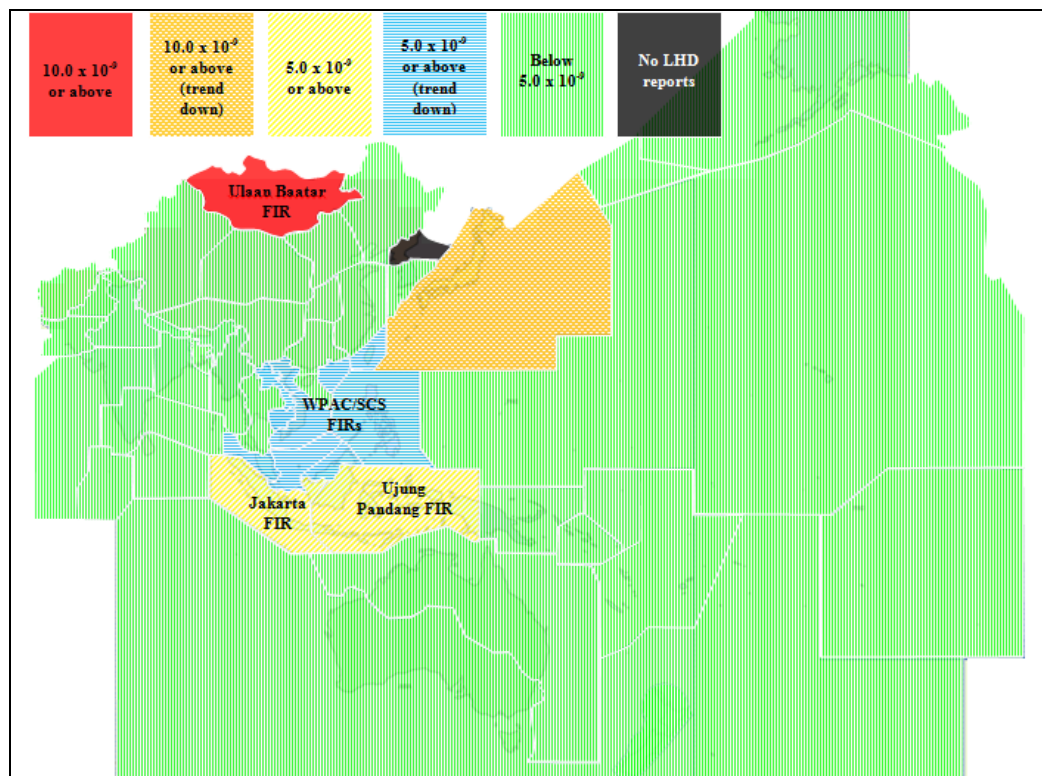 10.0 x 10⁻⁹
or above
10.0 x 10⁻⁹
or above
(trend
down)
5.0 x 10⁻⁹
or above
5.0 x 10⁻⁹
or above
(trend
down)
Below
5.0 x 10⁻⁹
No LHD
reports
Ulaan Baatar
FIR
WPAC/SCS
FIRs
Jakarta
FIR
Ujung
Pandang FIR